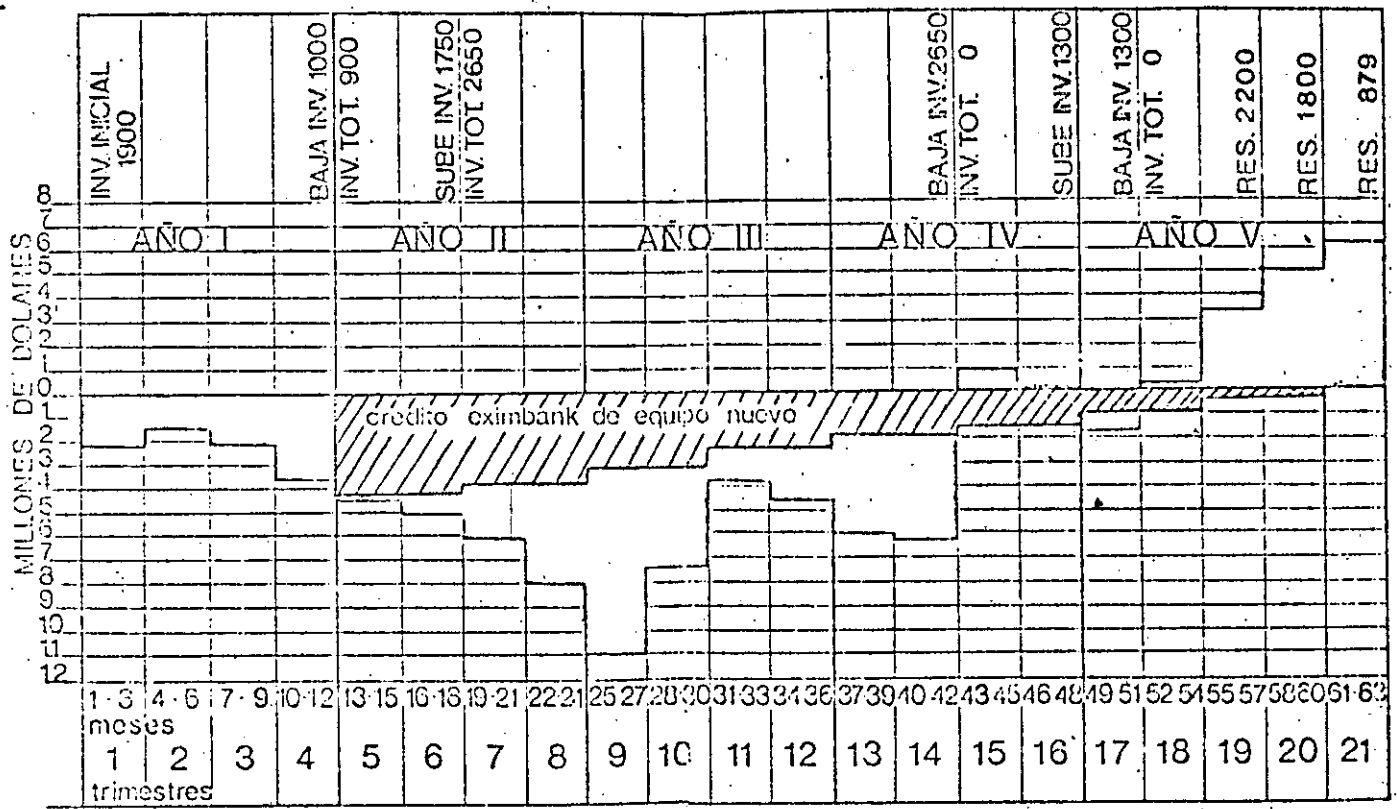 INV. INICIAL
1900
BAJA INV. 1000
INV. TOT. 900
SUBE INV. 1750
INV. TOT. 2650
BAJA INV. 2650
INV. TOT. 0
SUBE INV. 1300
BAJA INV. 1300
INV. TOT. 0
RES. 2200
RES. 1800
RES. 879
MILLONES DE DOLARES
8
7
6
5
4
3
2
1
0
1
2
3
4
5
6
7
8
9
10
11
12
AÑO I AÑO II AÑO III AÑO IV AÑO V
credito eximbank de equipo nuevo
1-3 4-6 7-9 10-12 13-15 16-18 19-21 22-24 25 27 28-30 31-33 34-36 37-39 40-42 43-45 46-48 49 51 52 54 55 57 58 60 61-63
meses
1 2 3 4 5 6 7 8 9 10 11 12 13 14 15 16 17 18 19 20 21
trimestres